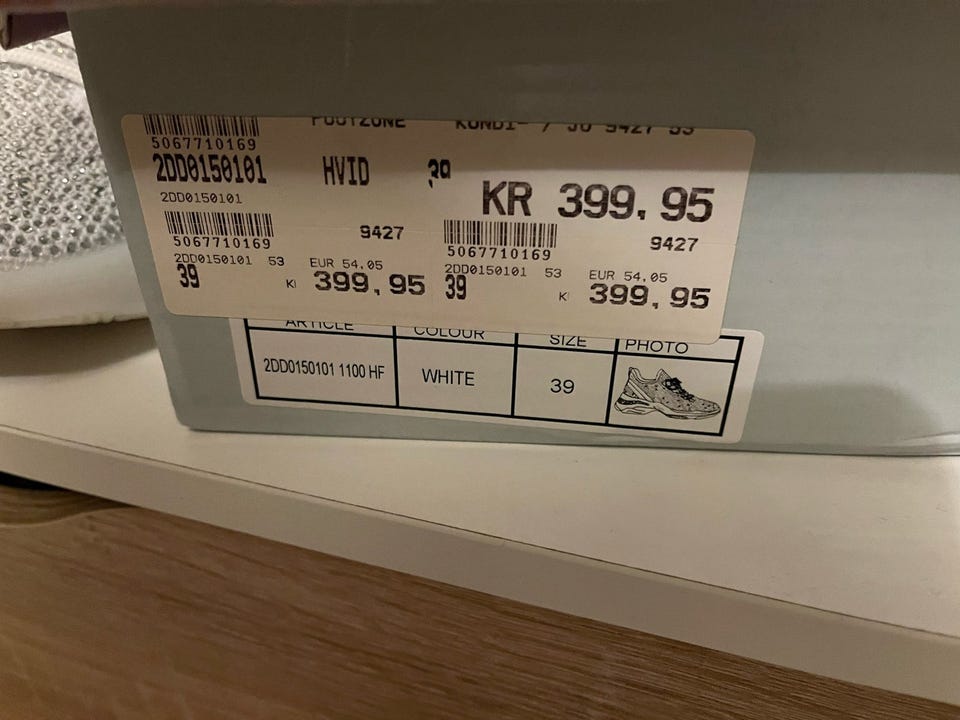 5067710169
2DD0150101 HVID 39
2DD0150101
KR 399,95
5067710169 9427
2DD0150101 53 EUR 54,05
39 399,95
5067710169 9427
2DD0150101 53 EUR 54,05
39 399,95
ARTICLE COLOUR SIZE PHOTO
2DD0150101 1100 HF WHITE 39